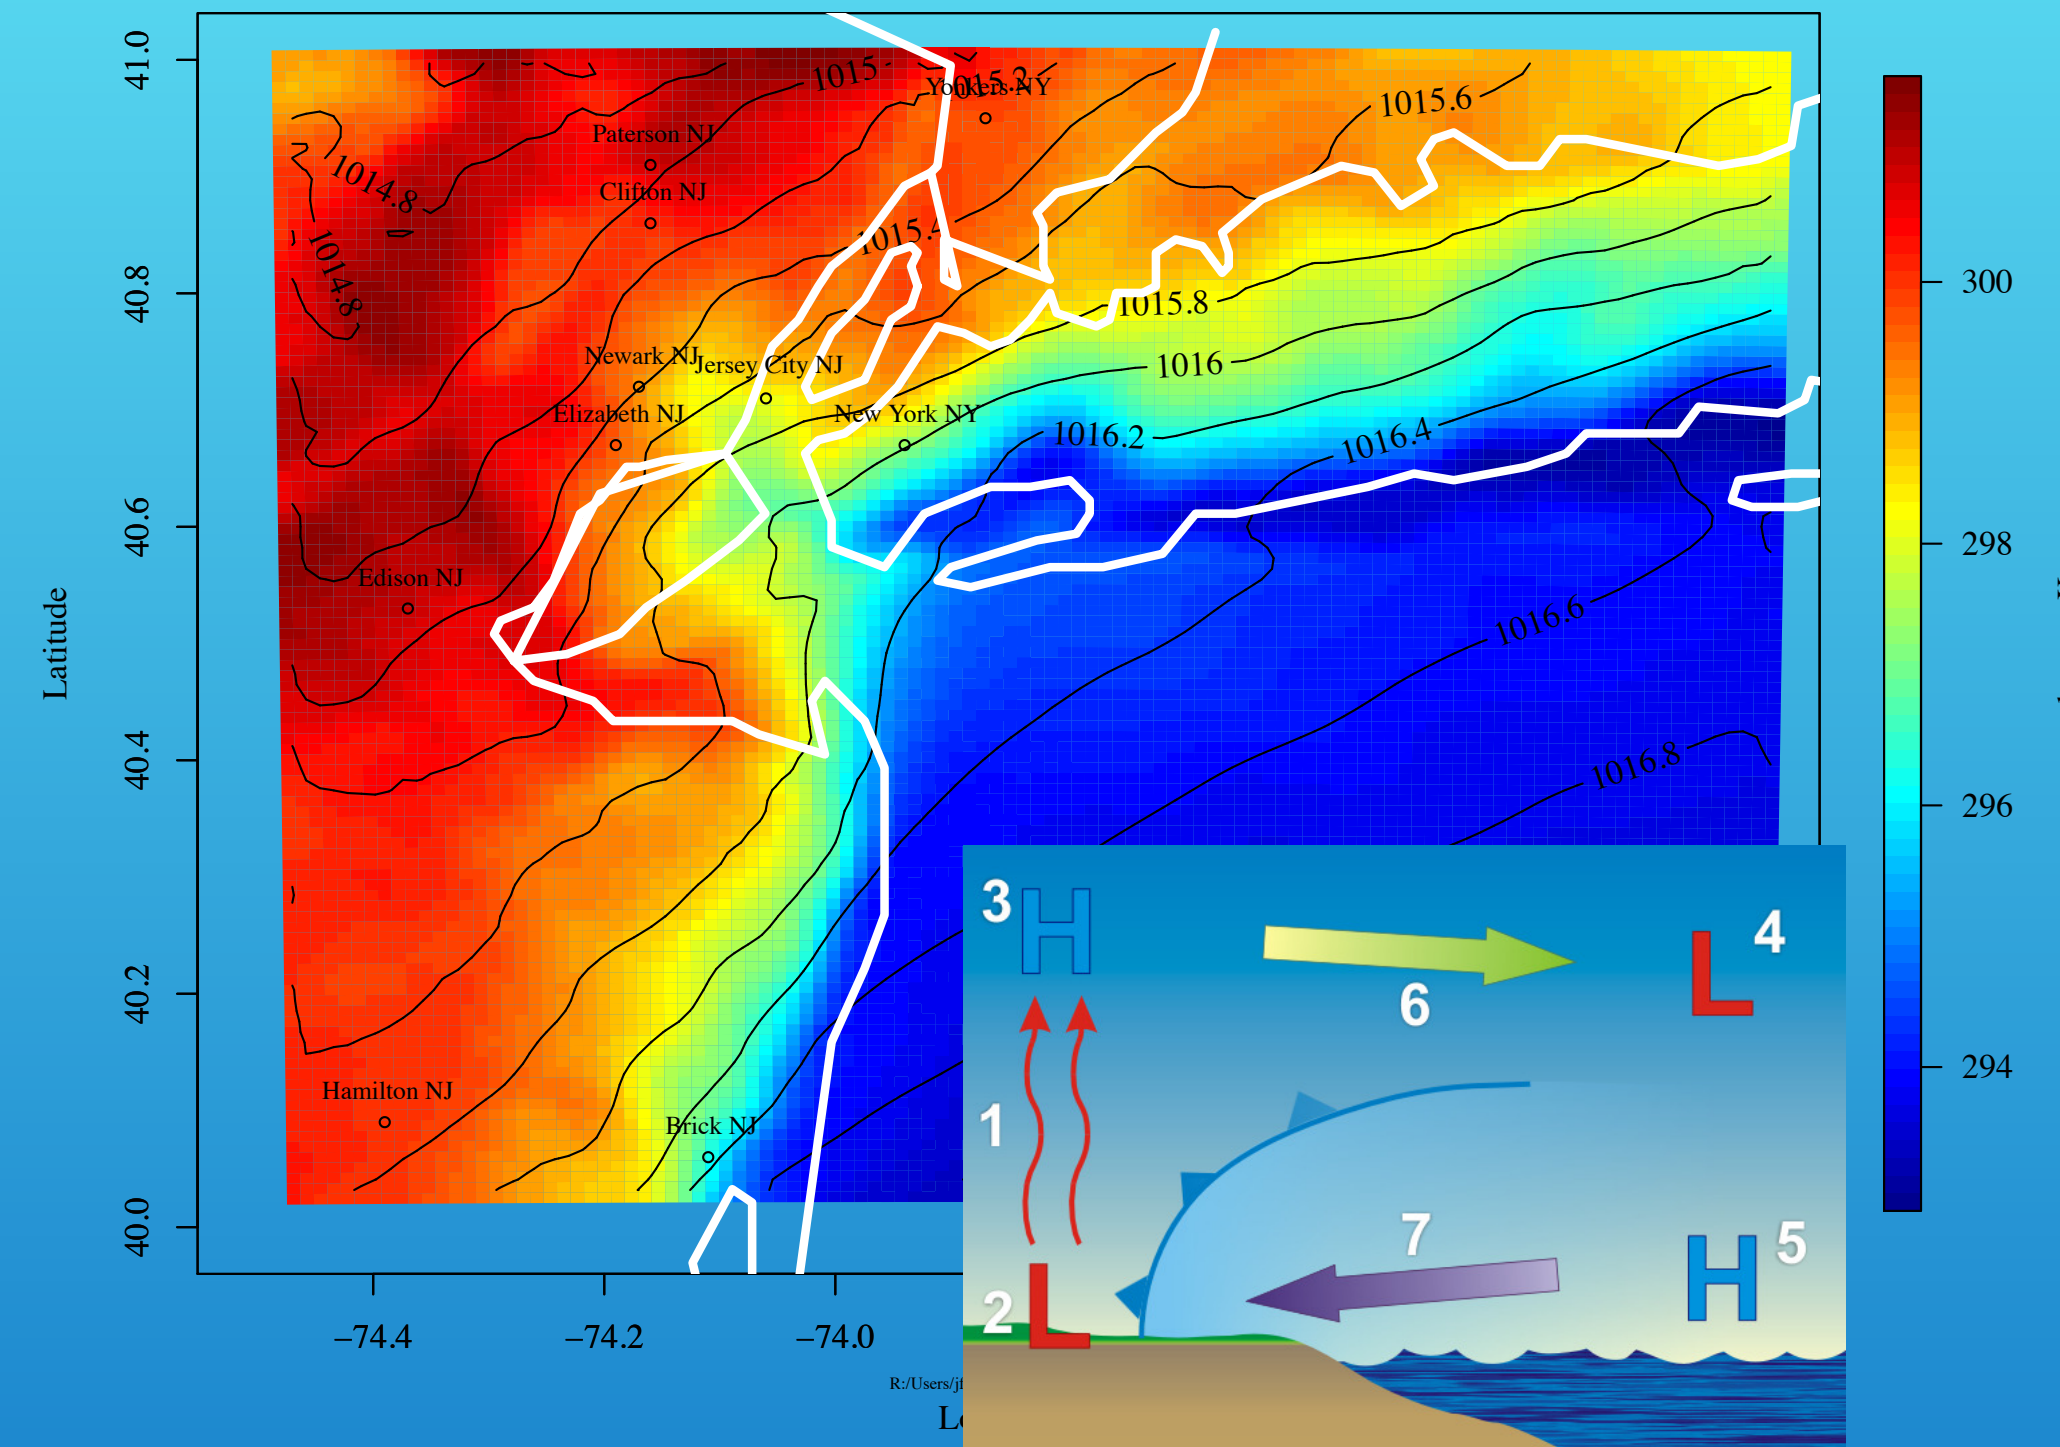 41.0
40.8
40.6
40.4
40.2
40.0
Latitude
−74.4
−74.2
−74.0
1015
1015.2
Yonkers NY
1015.6
Paterson NJ
Clifton NJ
1014.8
1014.8
1015.4
1015.8
Newark NJ
Jersey City NJ
1016
Elizabeth NJ
New York NY
1016.2
1016.4
Edison NJ
1016.6
1016.8
Hamilton NJ
Brick NJ
300
298
296
294
3 H
L 4
6
1
7
H 5
2 L
R:/Users/jf